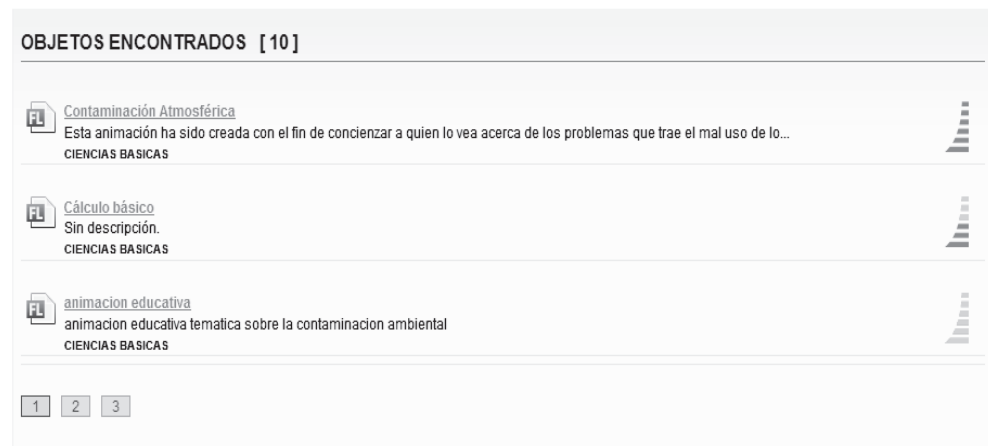 OBJETOS ENCONTRADOS [ 10 ]
FL
Contaminación Atmosférica
Esta animación ha sido creada con el fin de concienzar a quien lo vea acerca de los problemas que trae el mal uso de lo...
CIENCIAS BASICAS
FL
Cálculo básico
Sin descripción.
CIENCIAS BASICAS
FL
animacion educativa
animacion educativa tematica sobre la contaminacion ambiental
CIENCIAS BASICAS
1 2 3